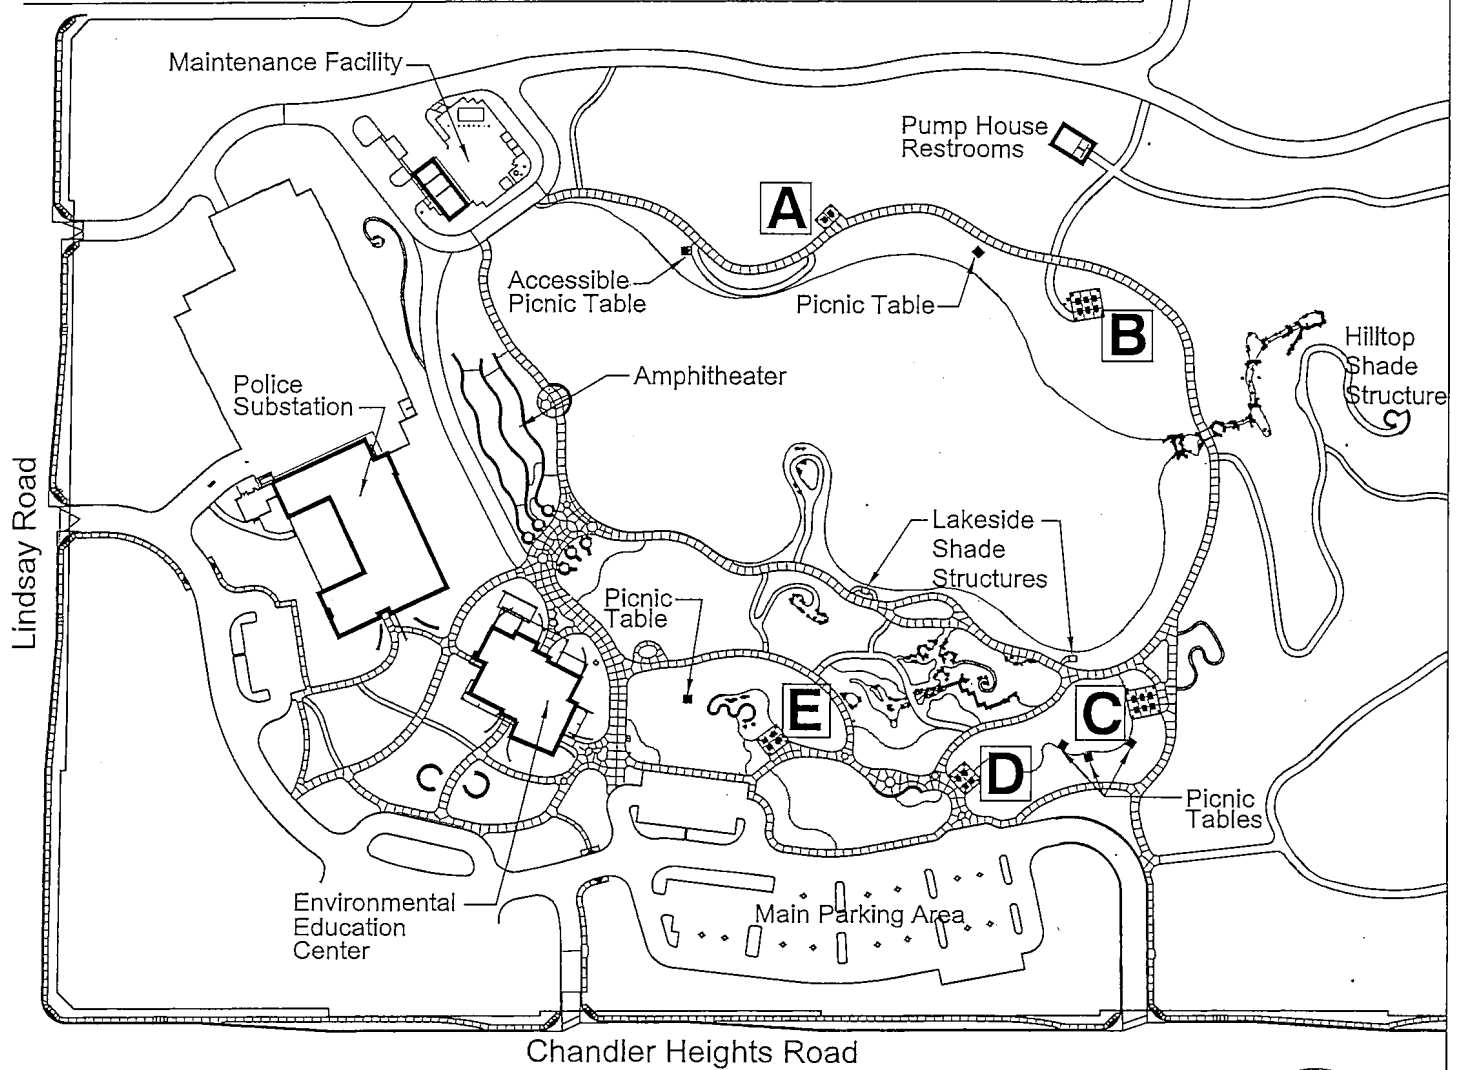 Maintenance Facility
Pump House
Restrooms
A
Accessible
Picnic Table
Picnic Table
B
Hilltop
Shade
Structure
Amphitheater
Police
Substation
Lindsay Road
Lakeside
Shade
Structures
Picnic
Table
E
C
D
Picnic
Tables
Environmental
Education
Center
Main Parking Area
Chandler Heights Road